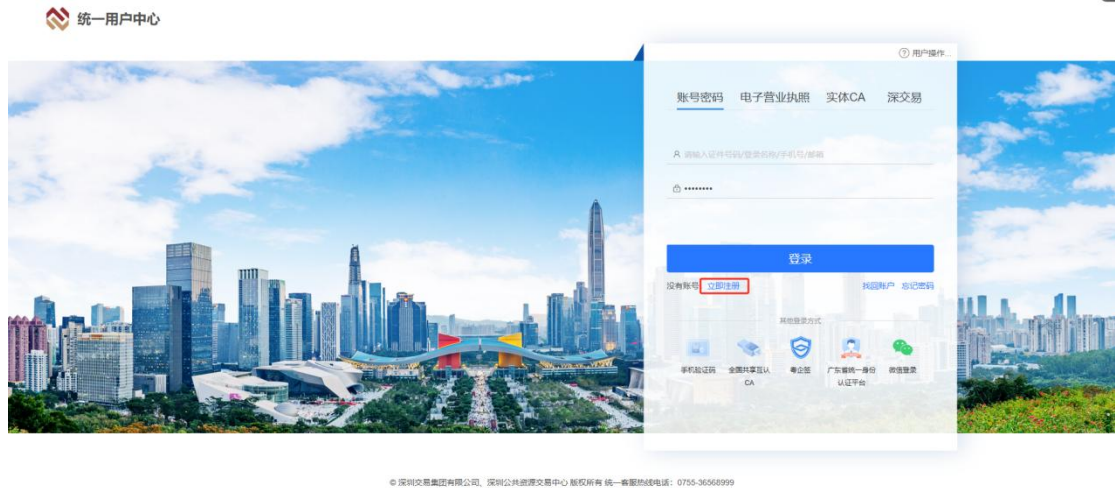 统一用户中心
用户操作...
账号密码 电子营业执照 实体CA 深交易
请输入证件号码/登录名称/手机号/邮箱
••••••••
登录
没有账号 立即注册 找回账户 忘记密码
其他登录方式
手机验证码 全国共享互认 粤企签 广东省统一身份 微信登录
CA 认证平台
© 深圳交易集团有限公司、深圳公共资源交易中心 版权所有 统一客服热线电话：0755-36568999